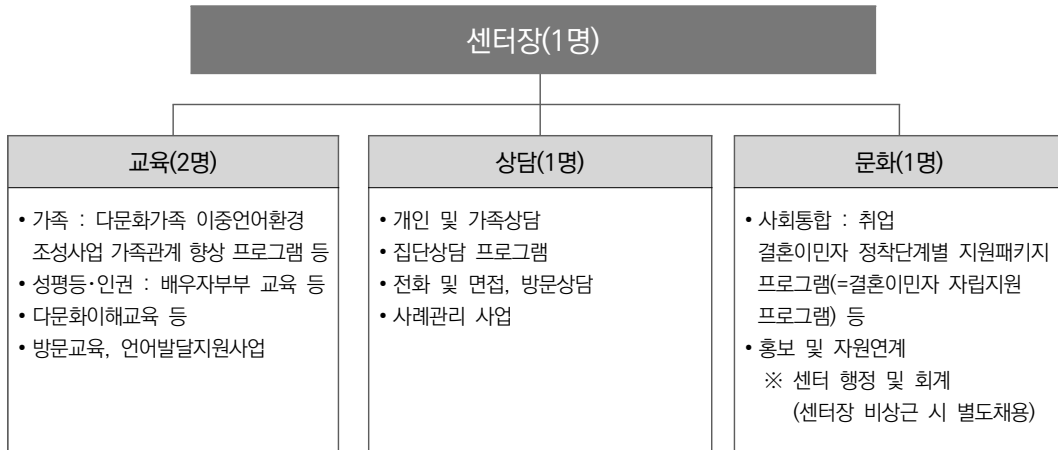 센터장(1명)
교육(2명)
• 가족 : 다문화가족 이중언어환경
조성사업 가족관계 향상 프로그램 등
• 성평등·인권 : 배우자부부 교육 등
• 다문화이해교육 등
• 방문교육, 언어발달지원사업
상담(1명)
• 개인 및 가족상담
• 집단상담 프로그램
• 전화 및 면접, 방문상담
• 사례관리 사업
문화(1명)
• 사회통합 : 취업
결혼이민자 정착단계별 지원패키지
프로그램(=결혼이민자 자립지원
프로그램) 등
• 홍보 및 자원연계
※ 센터 행정 및 회계
(센터장 비상근 시 별도채용)